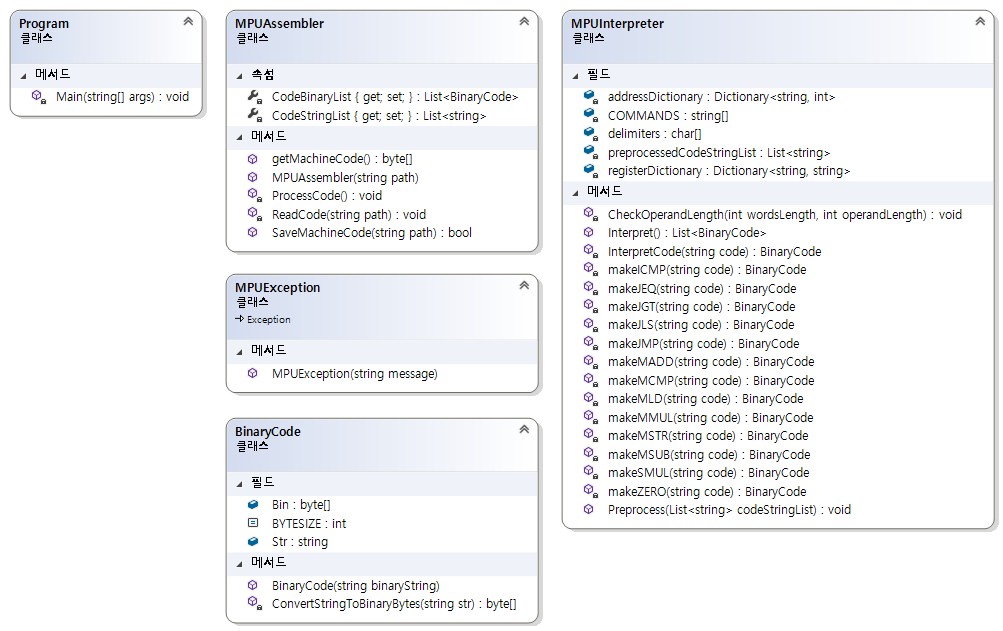 Program
클래스
메서드
Main(string[] args) : void
MPUAssembler
클래스
속성
CodeBinaryList { get; set; } : List<BinaryCode>
CodeStringList { get; set; } : List<string>
메서드
getMachineCode() : byte[]
MPUAssembler(string path)
ProcessCode() : void
ReadCode(string path) : void
SaveMachineCode(string path) : bool
MPUException
클래스
Exception
메서드
MPUException(string message)
BinaryCode
클래스
필드
Bin : byte[]
BYTESIZE : int
Str : string
메서드
BinaryCode(string binaryString)
ConvertStringToBinaryBytes(string str) : byte[]
MPUInterpreter
클래스
필드
addressDictionary : Dictionary<string, int>
COMMANDS : string[]
delimiters : char[]
preprocessedCodeStringList : List<string>
registerDictionary : Dictionary<string, string>
메서드
CheckOperandLength(int wordsLength, int operandLength) : void
Interpret() : List<BinaryCode>
InterpretCode(string code) : BinaryCode
makeICMP(string code) : BinaryCode
makeJEQ(string code) : BinaryCode
makeJGT(string code) : BinaryCode
makeJLS(string code) : BinaryCode
makeJMP(string code) : BinaryCode
makeMADD(string code) : BinaryCode
makeMCMP(string code) : BinaryCode
makeMLD(string code) : BinaryCode
makeMMUL(string code) : BinaryCode
makeMSTR(string code) : BinaryCode
makeMSUB(string code) : BinaryCode
makeSMUL(string code) : BinaryCode
makeZERO(string code) : BinaryCode
Preprocess(List<string> codeStringList) : void